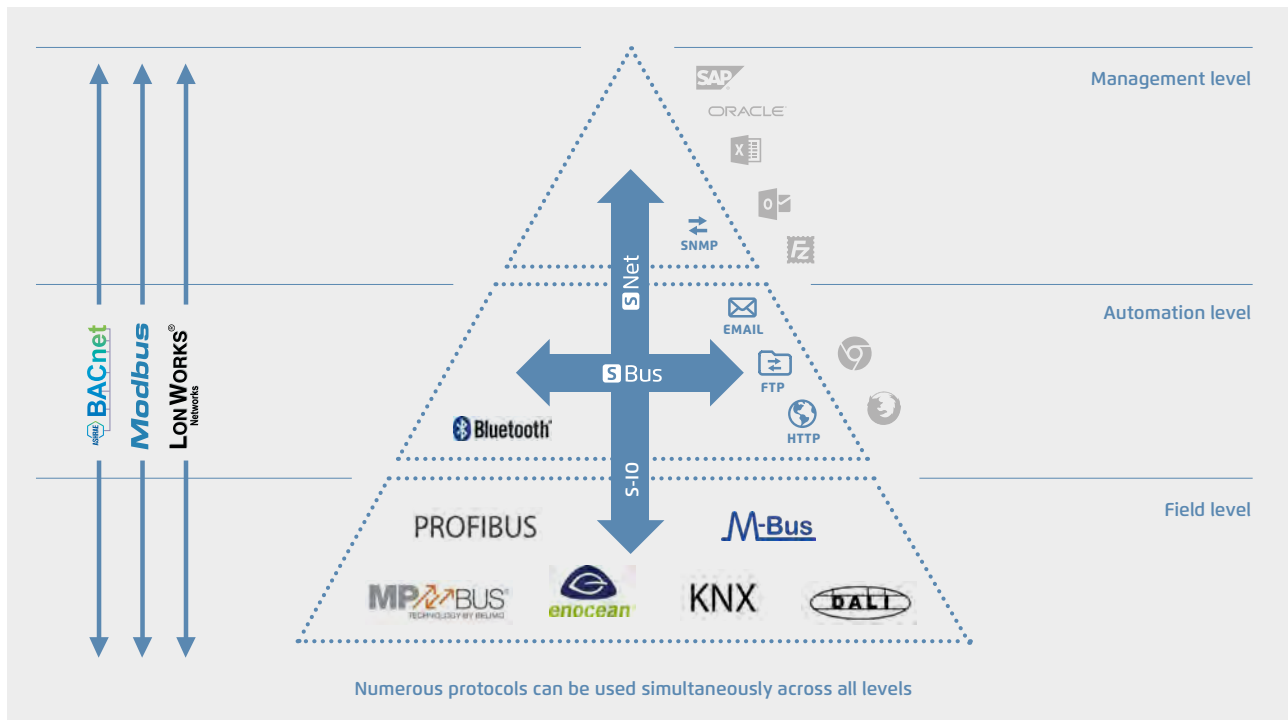 Management level
SAP
ORACLE
X
O
SNMP
Fz
S Net
Automation level
EMAIL
S Bus
FTP
HTTP
Bluetooth®
ASHRAE BACnet
Modbus
LONWORKS®
Networks
S-IO
Field level
PROFIBUS
M-Bus
MP BUS®
TECHNOLOGY BY BELIMO
enocean®
KNX
DALI
Numerous protocols can be used simultaneously across all levels